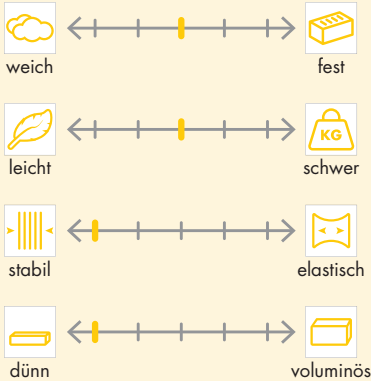 weich
fest
KG
leicht
schwer
stabil
elastisch
dünn
voluminös